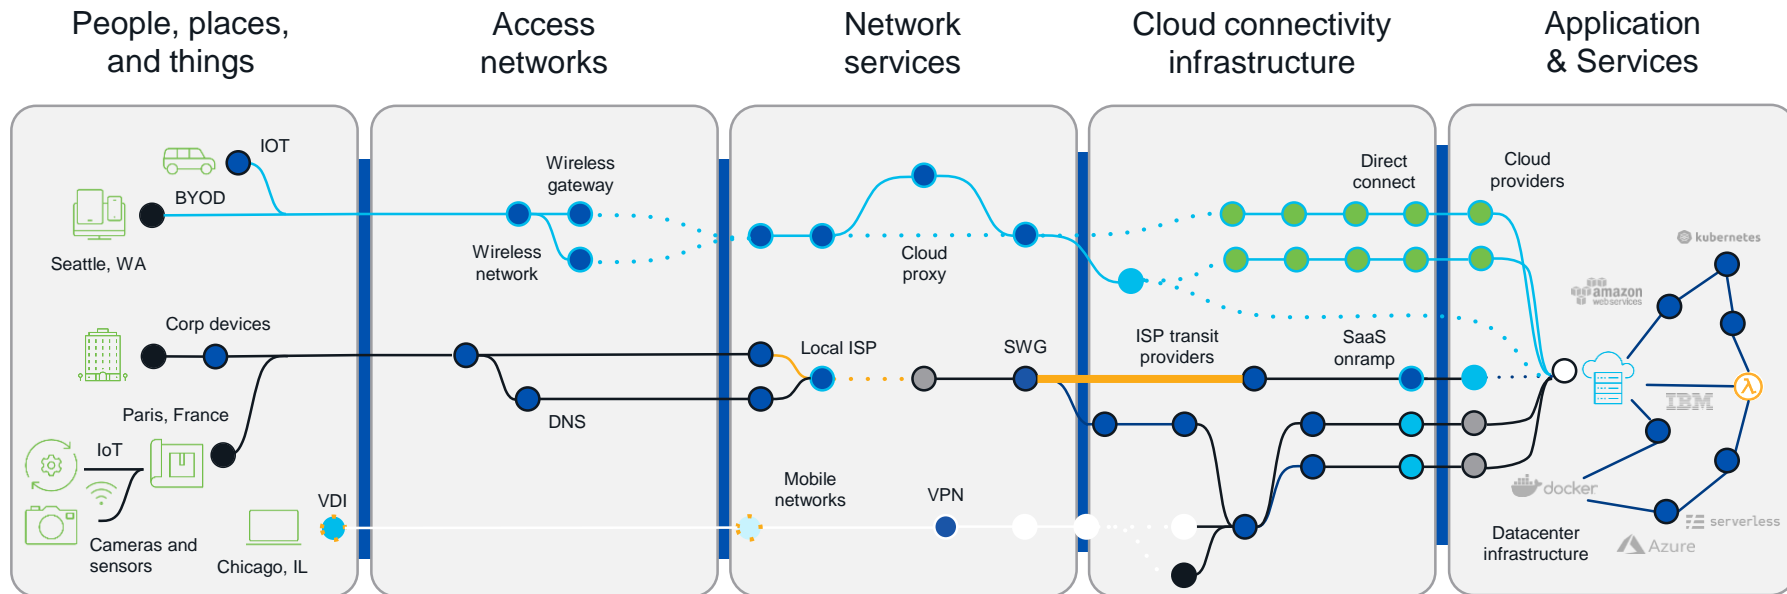 People, places,
and things
Access
networks
Network
services
Cloud connectivity
infrastructure
Application
& Services
IOT
BYOD
Seattle, WA
Corp devices
Paris, France
IoT
Cameras and
sensors
VDI
Chicago, IL
Wireless
gateway
Wireless
network
DNS
Cloud
proxy
Local ISP
SWG
Mobile
networks
VPN
Direct
connect
ISP transit
providers
SaaS
onramp
Cloud
providers
kubernetes
amazon
webservices
λ
IBM
docker
serverless
Azure
Datacenter
infrastructure